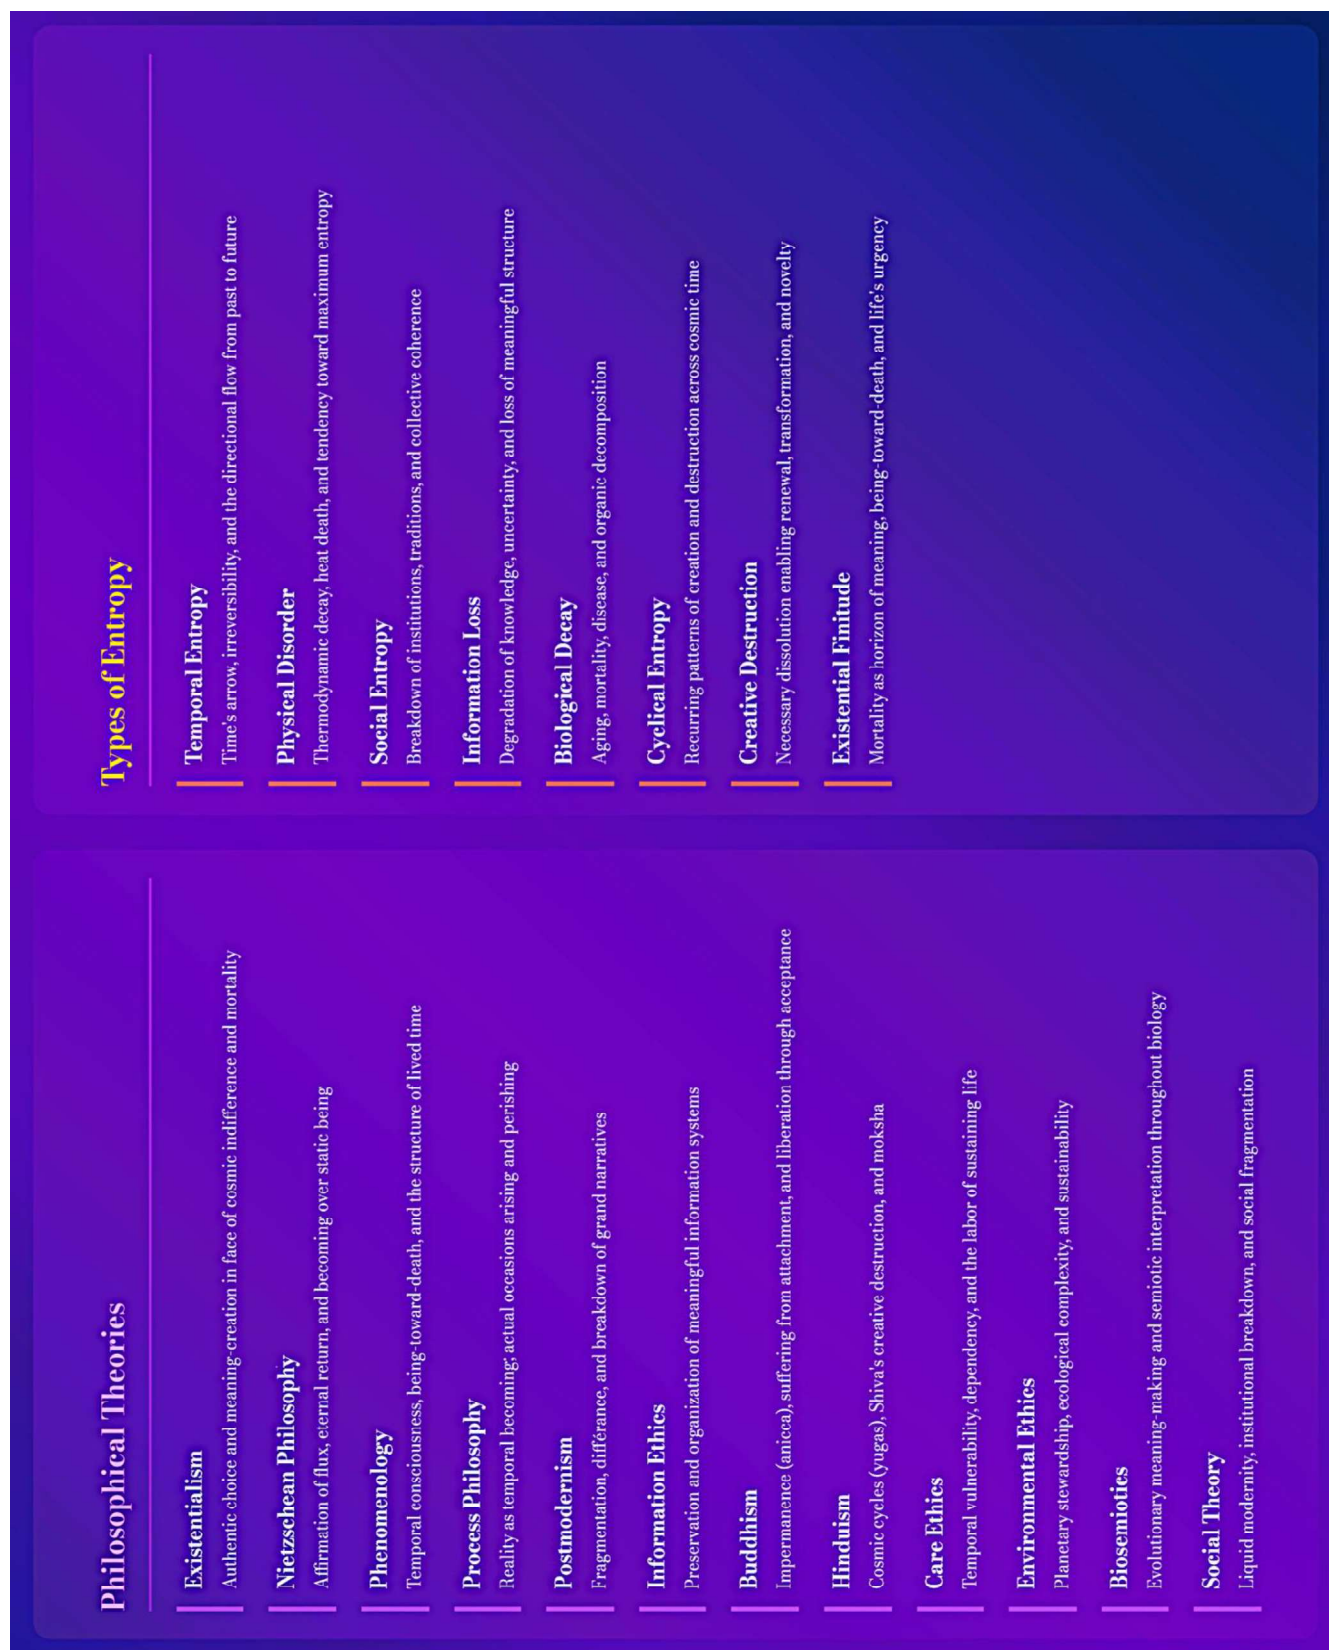 Philosophical Theories
Existentialism
Authentic choice and meaning-creation in face of cosmic indifference and mortality
Nietzschean Philosophy
Affirmation of flux, eternal return, and becoming over static being
Phenomenology
Temporal consciousness, being-toward-death, and the structure of lived time
Process Philosophy
Reality as temporal becoming; actual occasions arising and perishing
Postmodernism
Fragmentation, différance, and breakdown of grand narratives
Information Ethics
Preservation and organization of meaningful information systems
Buddhism
Impermanence (anicca), suffering from attachment, and liberation through acceptance
Hinduism
Cosmic cycles (yugas), Shiva's creative destruction, and moksha
Care Ethics
Temporal vulnerability, dependency, and the labor of sustaining life
Environmental Ethics
Planetary stewardship, ecological complexity, and sustainability
Biosemiotics
Evolutionary meaning-making and semiotic interpretation throughout biology
Social Theory
Liquid modernity, institutional breakdown, and social fragmentation
Types of Entropy
Temporal Entropy
Time's arrow, irreversibility, and the directional flow from past to future
Physical Disorder
Thermodynamic decay, heat death, and tendency toward maximum entropy
Social Entropy
Breakdown of institutions, traditions, and collective coherence
Information Loss
Degradation of knowledge, uncertainty, and loss of meaningful structure
Biological Decay
Aging, mortality, disease, and organic decomposition
Cyclical Entropy
Recurring patterns of creation and destruction across cosmic time
Creative Destruction
Necessary dissolution enabling renewal, transformation, and novelty
Existential Finitude
Mortality as horizon of meaning, being-toward-death, and life's urgency